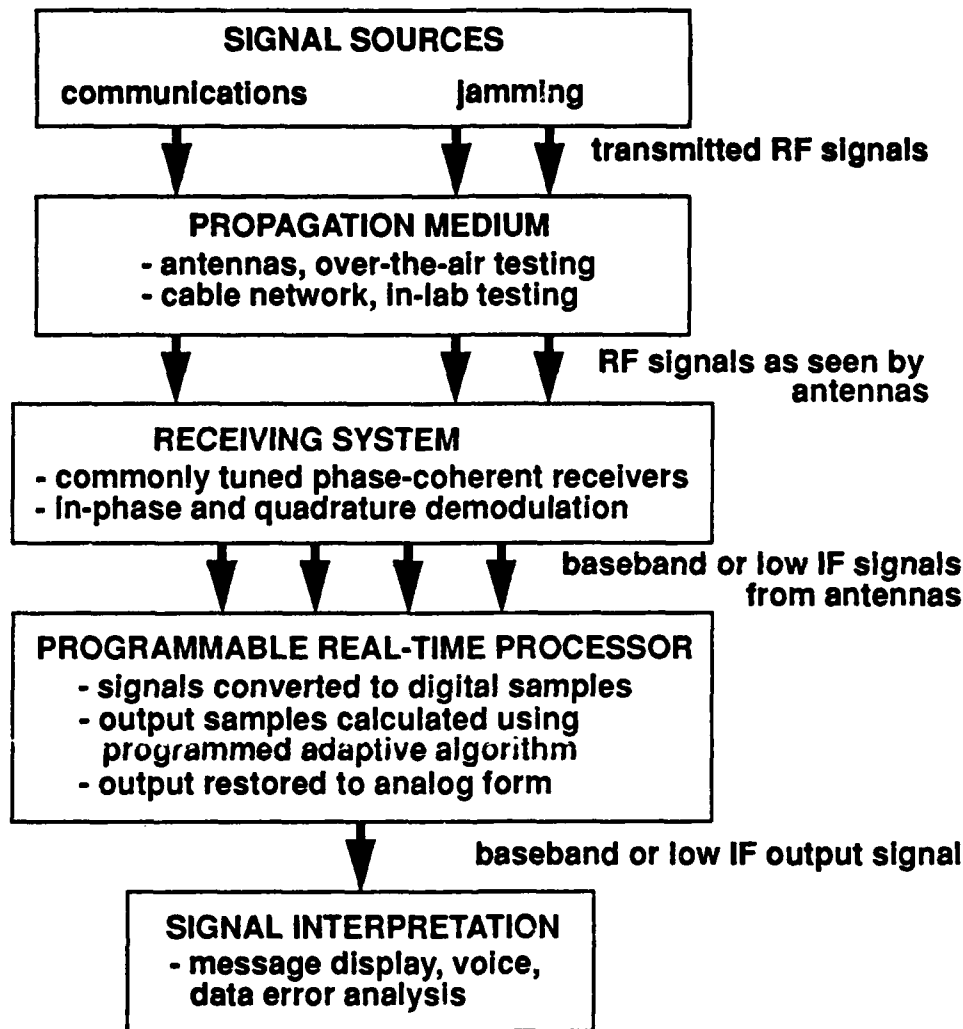 SIGNAL SOURCES
communications jamming
transmitted RF signals
PROPAGATION MEDIUM
- antennas, over-the-air testing
- cable network, in-lab testing
RF signals as seen by
antennas
RECEIVING SYSTEM
- commonly tuned phase-coherent receivers
- in-phase and quadrature demodulation
baseband or low IF signals
from antennas
PROGRAMMABLE REAL-TIME PROCESSOR
- signals converted to digital samples
- output samples calculated using
programmed adaptive algorithm
- output restored to analog form
baseband or low IF output signal
SIGNAL INTERPRETATION
- message display, voice,
data error analysis